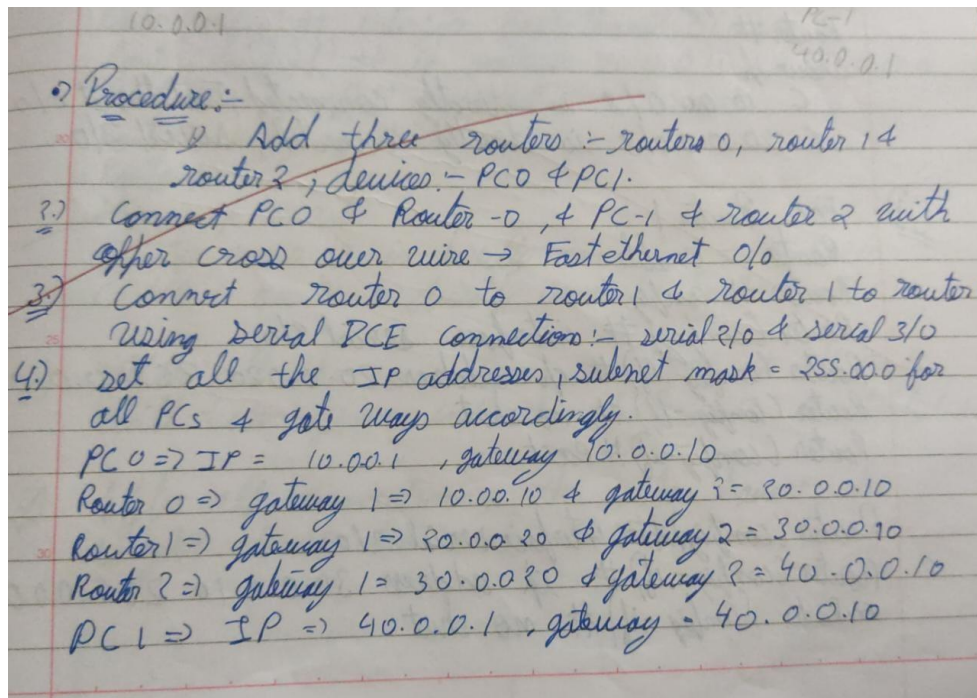 10.0.0.1
PC-1
40.0.0.1
Procedure:-
Add three routers :- routers 0, router 1 &
router 2 ; devices:- PC0 & PC1.
2.) Connect PC0 & Router -0 , & PC-1 & router 2 with
copper cross over wire → Fast ethernet 0/0
3.) Connect router 0 to router 1 & router 1 to router
using serial DCE connection:- serial 2/0 & serial 3/0
4.) set all the IP addresses, subnet mask = 255.0.0.0 for
all PCs & gate ways accordingly.
PC 0 => IP = 10.0.0.1 , gateway 10.0.0.10
Router 0 => gateway 1 => 10.0.0.10 & gateway 2 = 20.0.0.10
Router 1 => gateway 1 => 20.0.0.20 & gateway 2 = 30.0.0.10
Router 2 => gateway 1 = 30.0.0.20 & gateway 2 = 40.0.0.10
PC 1 => IP => 40.0.0.1 , gateway = 40.0.0.10